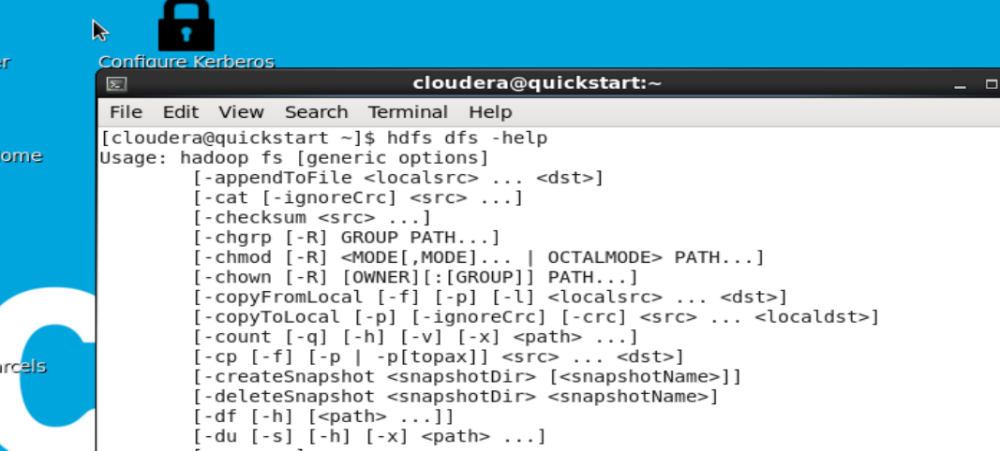 er
Configure Kerberos
cloudera@quickstart:~
File Edit View Search Terminal Help
[cloudera@quickstart ~]$ hdfs dfs -help
Usage: hadoop fs [generic options]
[-appendToFile <localsrc> ... <dst>]
[-cat [-ignoreCrc] <src> ...]
[-checksum <src> ...]
[-chgrp [-R] GROUP PATH...]
[-chmod [-R] <MODE[,MODE]... | OCTALMODE> PATH...]
[-chown [-R] [OWNER][:[GROUP]] PATH...]
[-copyFromLocal [-f] [-p] [-l] <localsrc> ... <dst>]
[-copyToLocal [-p] [-ignoreCrc] [-crc] <src> ... <localdst>]
[-count [-q] [-h] [-v] [-x] <path> ...]
[-cp [-f] [-p | -p[topax]] <src> ... <dst>]
[-createSnapshot <snapshotDir> [<snapshotName>]]
[-deleteSnapshot <snapshotDir> <snapshotName>]
[-df [-h] [<path> ...]]
[-du [-s] [-h] [-x] <path> ...]
ome
arcels